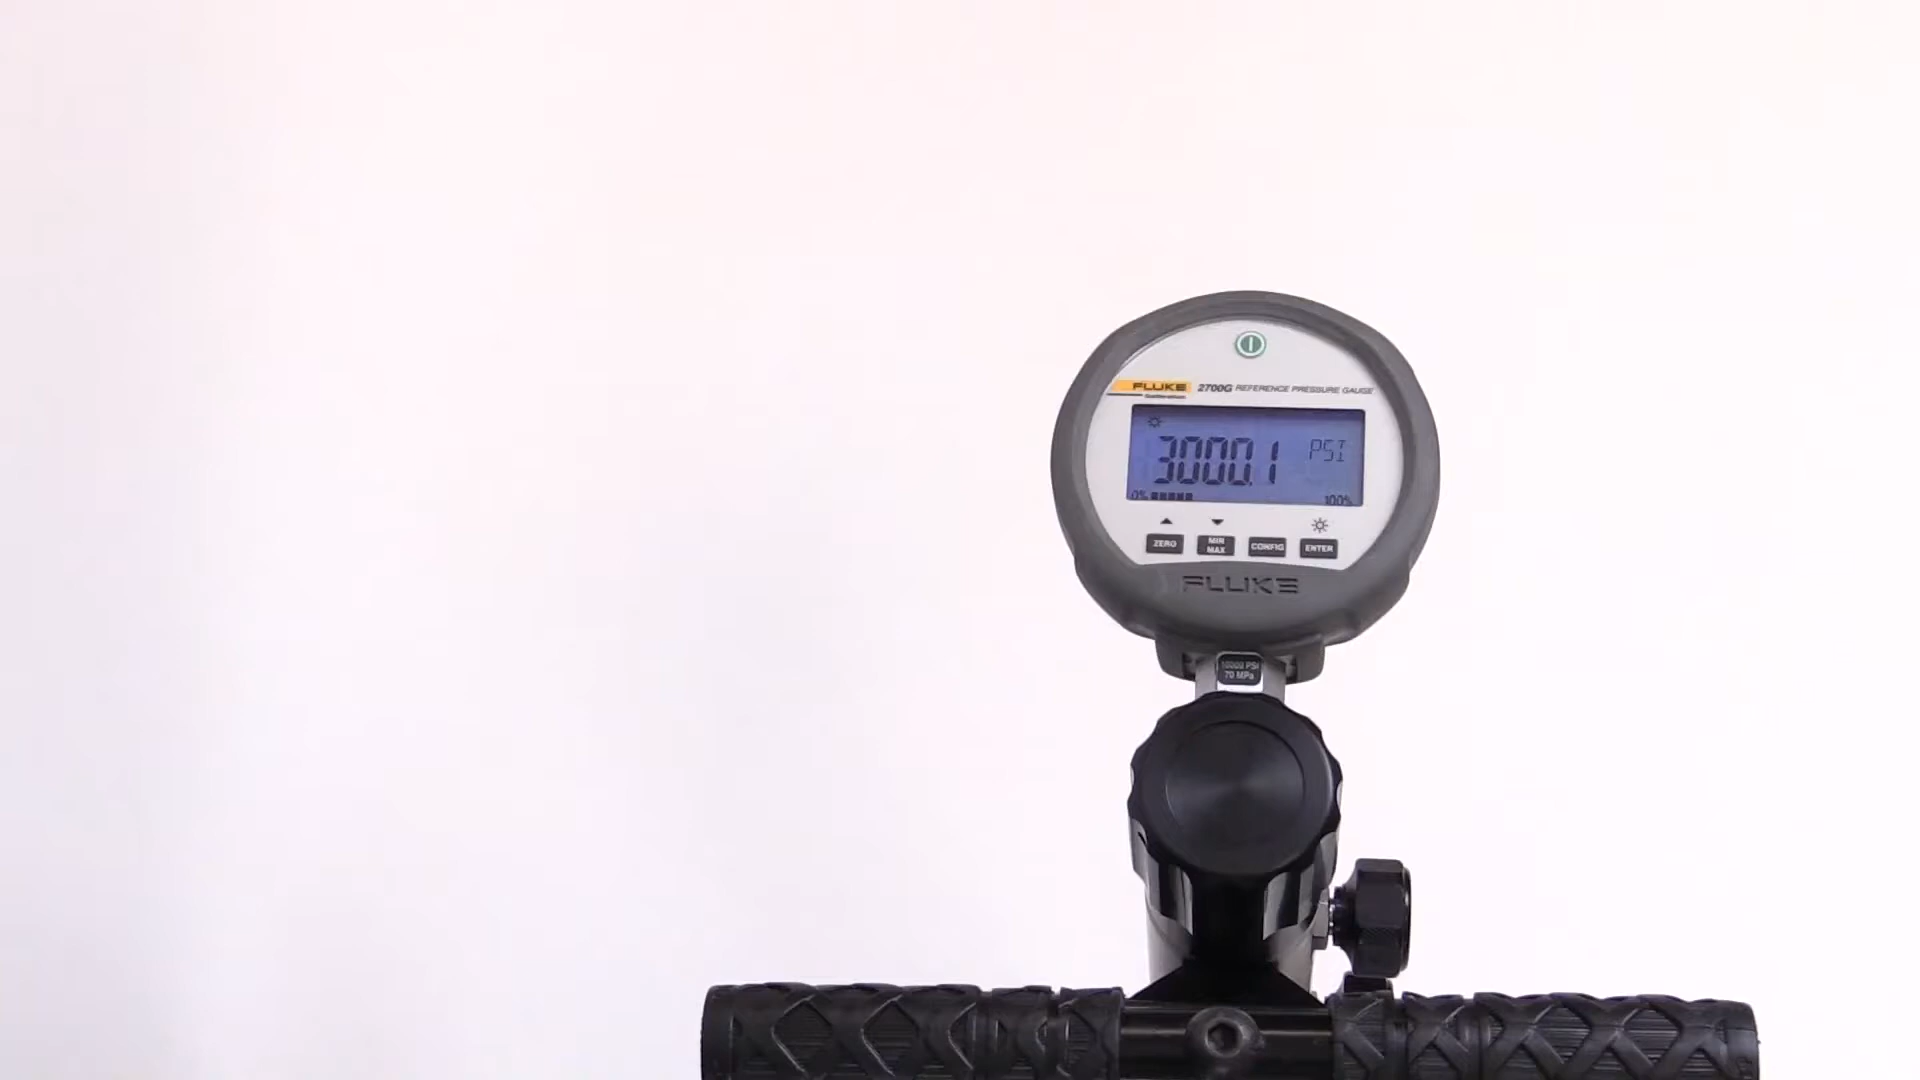 FLUKE 2700G REFERENCE PRESSURE GAUGE
Calibration
3000.1 PSI
0% 100%
ZERO MIN MAX CONFIG ENTER
FLUKE
10000 PSI
70 MPa